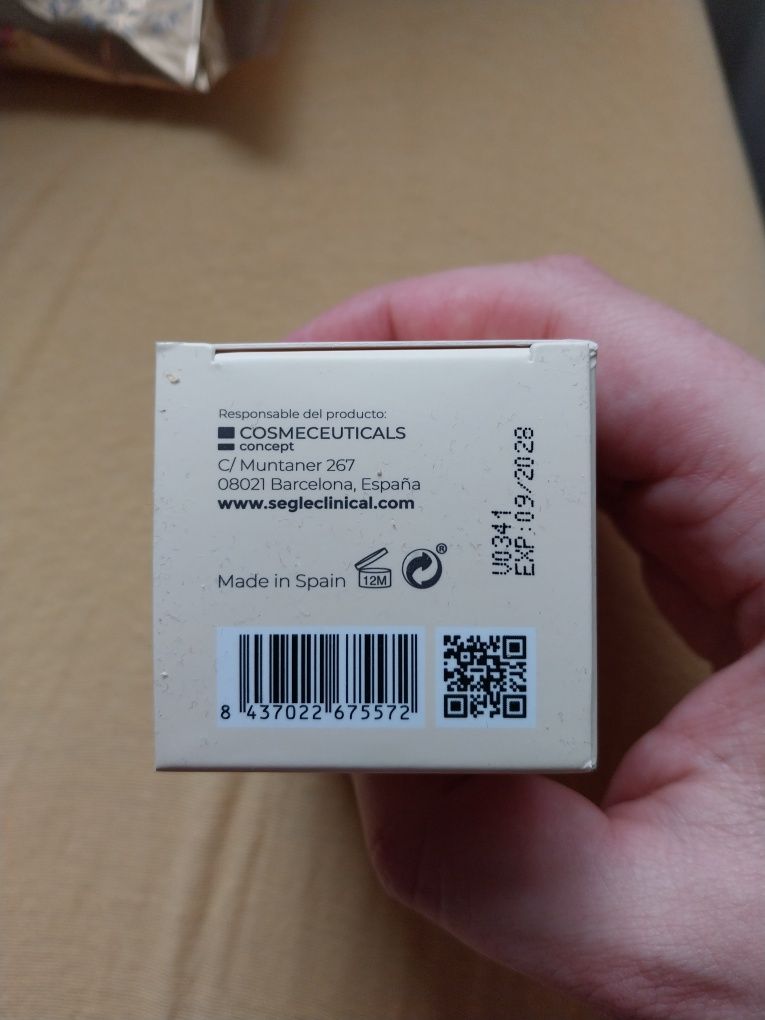 Responsable del producto:
COSMECEUTICALS
concept
C/ Muntaner 267
08021 Barcelona, España
www.segleclinical.com
Made in Spain
12M
®
V0341
EXP:09/2028
8 437022 675572